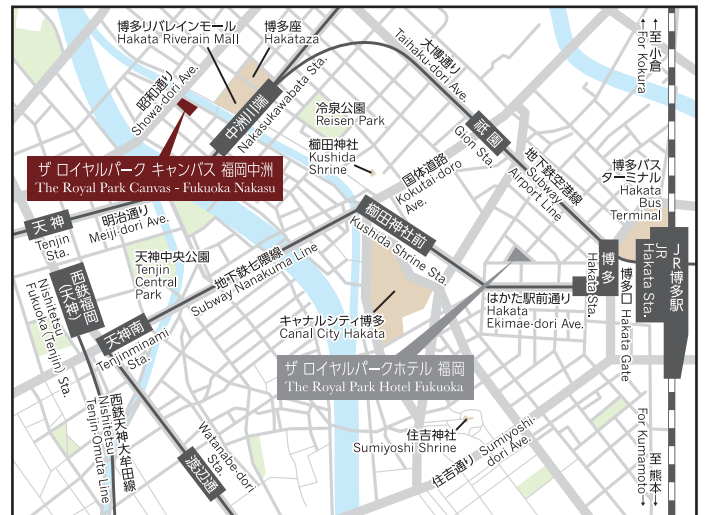 博多リバレインモール
Hakata Riverain Mall
博多座
Hakataza
昭和通り
Showa-dori Ave.
中洲川端
Nakasukawabata Sta.
大博通り
Taihaku-dori Ave.
至 小倉
For Kokura
冷泉公園
Reisen Park
祇園
Gion Sta.
櫛田神社
Kushida
Shrine
国体道路
Kokutai-doro
Ave.
地下鉄空港線
Subway
Airport Line
博多バス
ターミナル
Hakata
Bus
Terminal
ザ ロイヤルパーク キャンバス 福岡中洲
The Royal Park Canvas - Fukuoka Nakasu
天神
Tenjin
Sta.
明治通り
Meiji-dori Ave.
櫛田神社前
Kushida Shrine Sta.
天神中央公園
Tenjin
Central
Park
地下鉄七隈線
Subway Nanakuma Line
西鉄福岡
(天神)
Nishitetsu
Fukuoka (Tenjin) Sta.
博多
Hakata Sta.
JR博多駅
JR
Hakata Sta.
博多口 Hakata Gate
はかた駅前通り
Hakata
Ekimae-dori Ave.
キャナルシティ博多
Canal City Hakata
天神南
Tenjinminami
Sta.
ザ ロイヤルパークホテル 福岡
The Royal Park Hotel Fukuoka
西鉄天神大牟田線
Nishitetsu
Tenjin-Omuta Line
Watanabe-dori
Sta.
渡辺通
住吉神社
Sumiyoshi Shrine
住吉通り Sumiyoshi-
dori Ave.
至 熊本
For Kumamoto